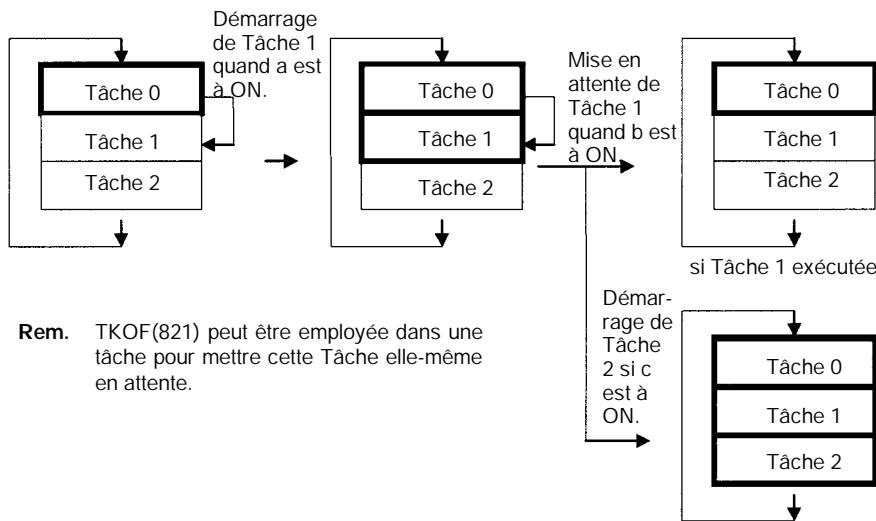 Démarrage
de Tâche 1
quand a est
à ON.
Tâche 0
Tâche 1
Tâche 2
Tâche 0
Tâche 1
Tâche 2
Mise en
attente de
Tâche 1
quand b est
à ON
Tâche 0
Tâche 1
Tâche 2
si Tâche 1 exécutée
Rem. TKOF(821) peut être employée dans une
tâche pour mettre cette Tâche elle-même
en attente.
Démar-
rage de
Tâche
2 si c
est à
ON.
Tâche 0
Tâche 1
Tâche 2